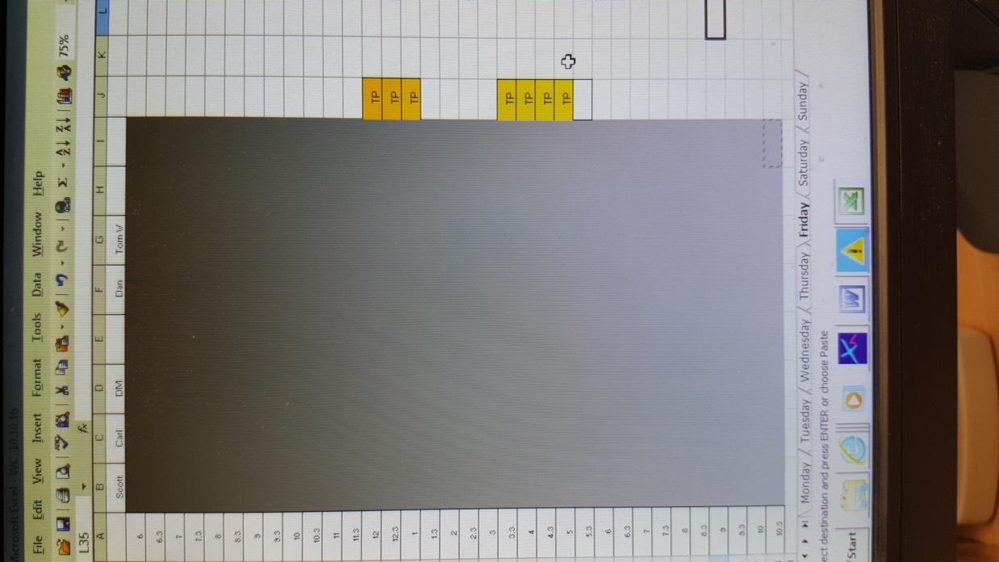 Microsoft Excel - WC. 10.10.16
File Edit View Insert Format Tools Data Window Help
75%
L35 fx
A B C D E F G H I J K L
Scott Carl DM Dan Tom W
6
6.3
7
7.3
8
8.3
9
9.3
10
10.3
11
11.3
12 TP
12.3 TP
1 TP
1.3
2
2.3
3
3.3 TP
4 TP
4.3 TP
5 TP
5.3
6
6.3
7
7.3
8
8.3
9
9.3
10
10.3
Monday / Tuesday / Wednesday / Thursday \ Friday / Saturday / Sunday /
ect destination and press ENTER or choose Paste
Start